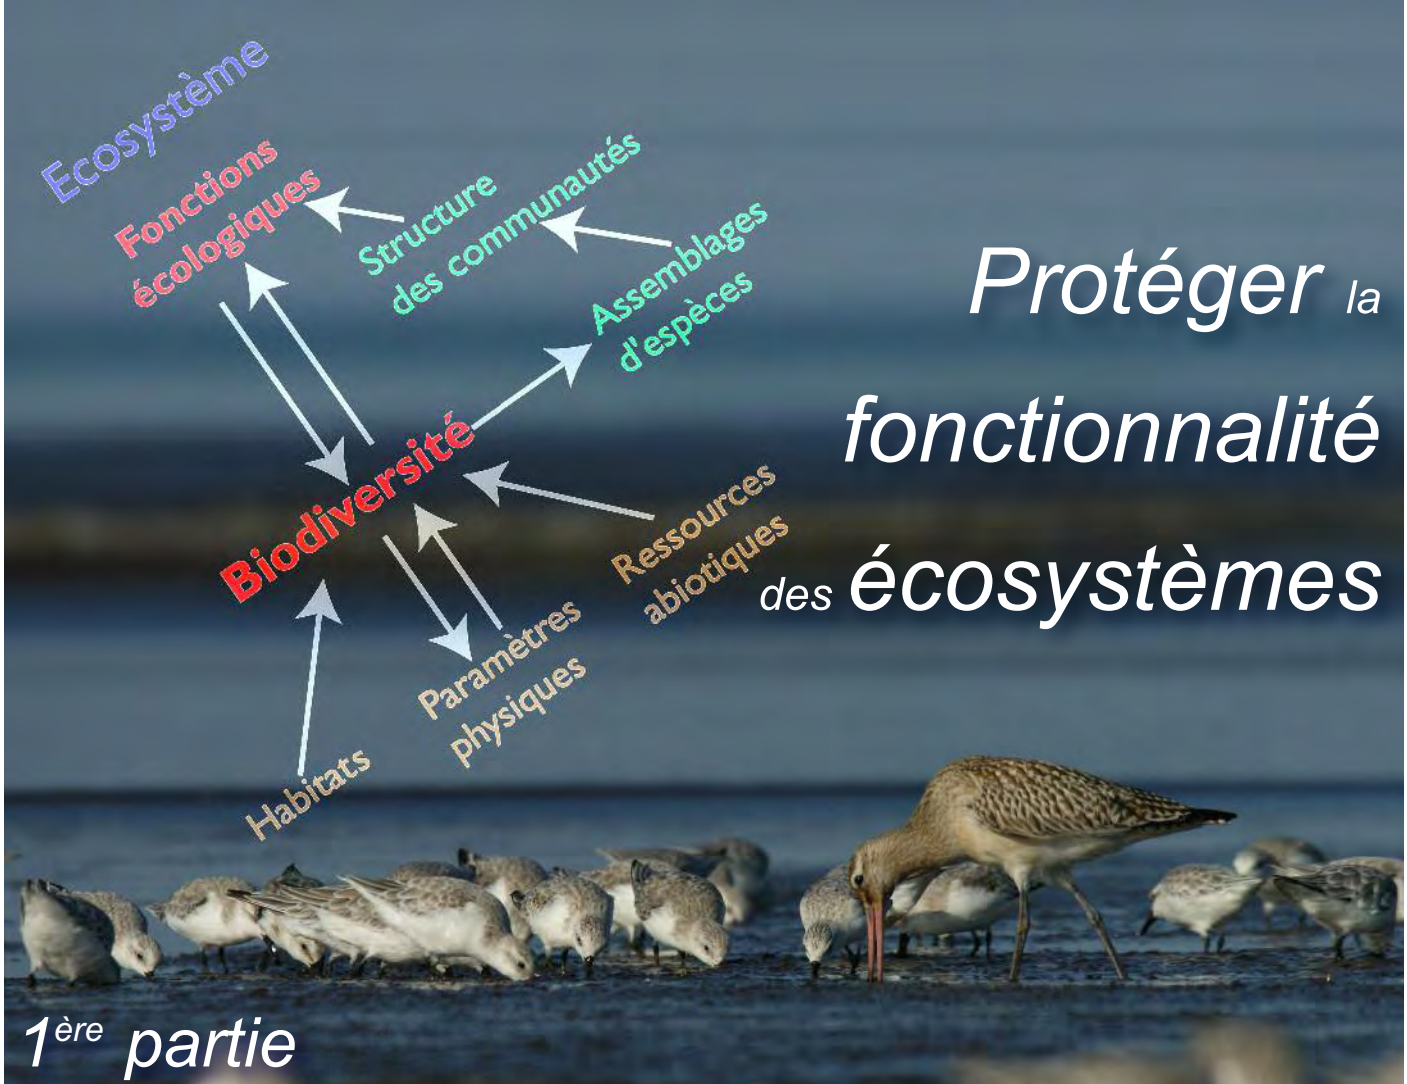 Ecosystème
Fonctions
écologiques
Structure
des communautés
Assemblages
d'espèces
Protéger la
fonctionnalité
des écosystèmes
Biodiversité
Ressources
abiotiques
Paramètres
physiques
Habitats
1ère partie